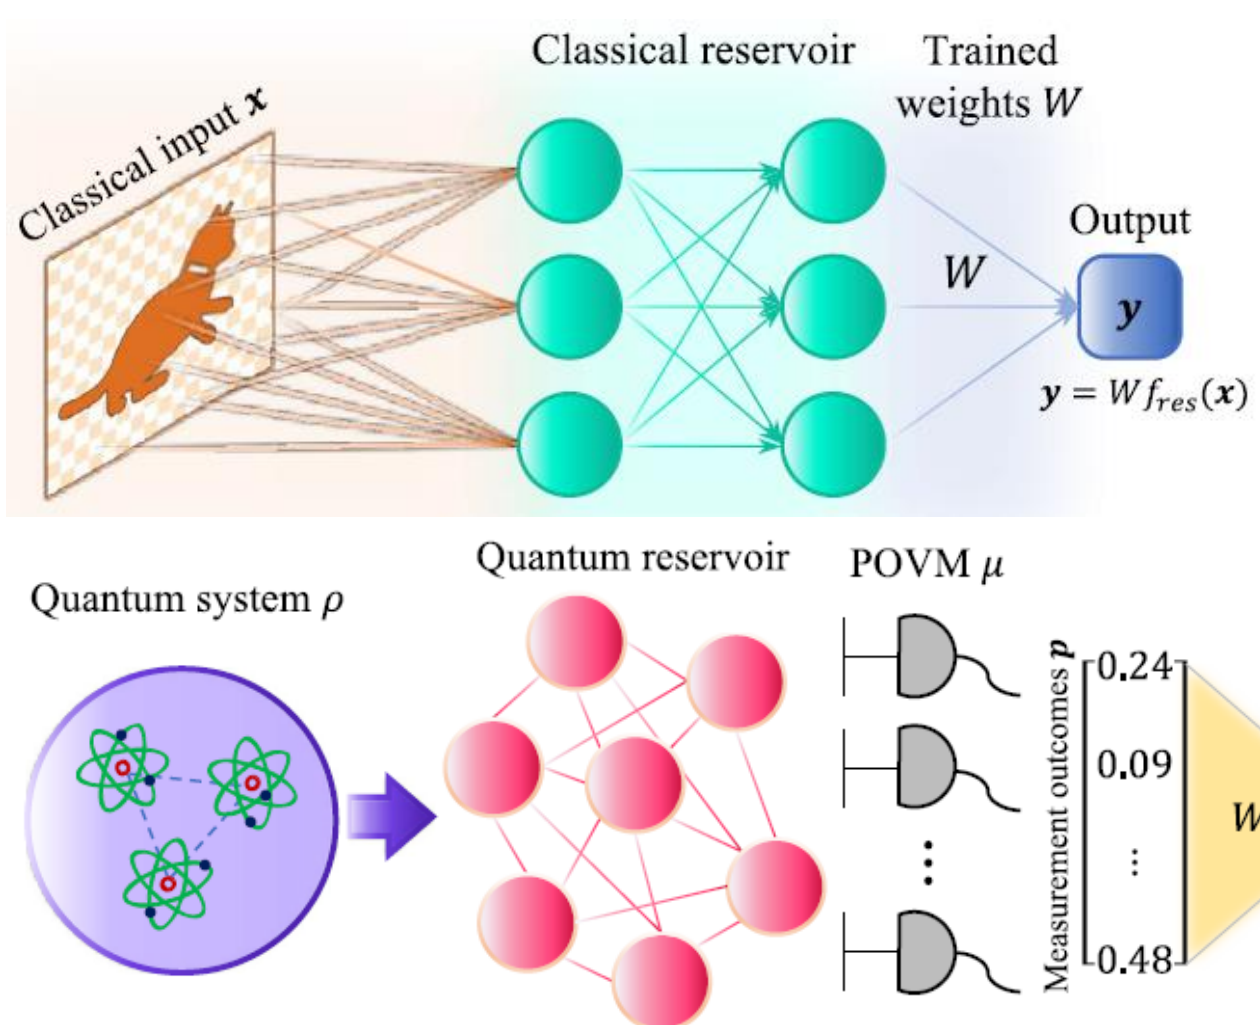 Classical reservoir
Trained
weights W
Classical input x
Output
W
y
y = Wf_res(x)
Quantum reservoir
POVM μ
Quantum system ρ
Measurement outcomes p
0.24
0.09
⋮
0.48
W